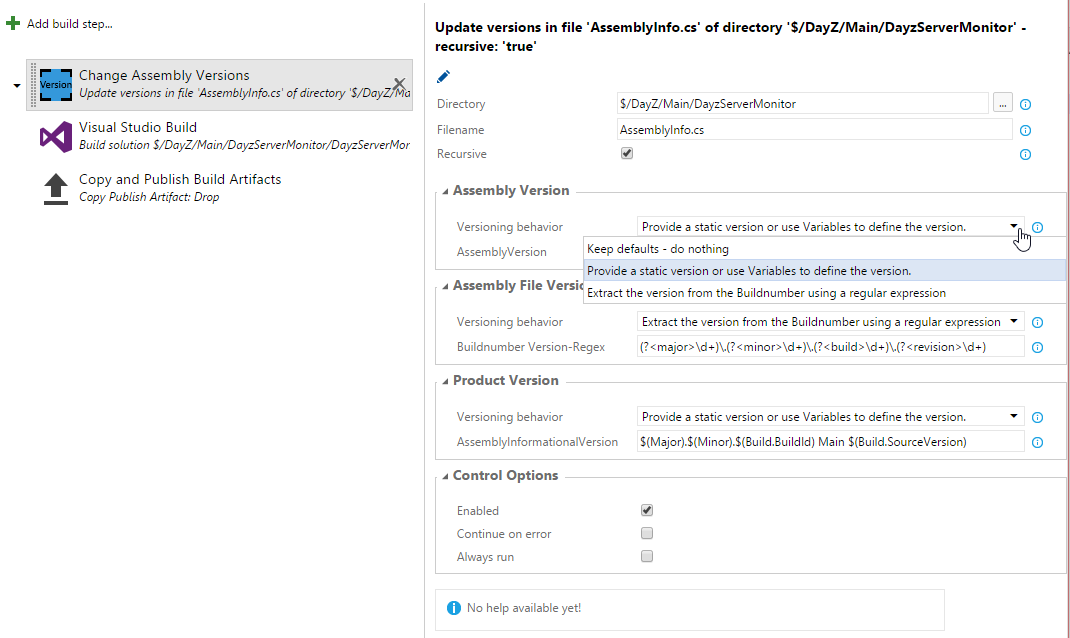 Add build step...
Version
Change Assembly Versions
Update versions in file 'AssemblyInfo.cs' of directory '$/DayZ/Ma
Visual Studio Build
Build solution $/DayZ/Main/DayzServerMonitor/DayzServerMor
Copy and Publish Build Artifacts
Copy Publish Artifact: Drop
Update versions in file 'AssemblyInfo.cs' of directory '$/DayZ/Main/DayzServerMonitor' -
recursive: 'true'
Directory $/DayZ/Main/DayzServerMonitor ...
Filename AssemblyInfo.cs
Recursive
Assembly Version
Versioning behavior Provide a static version or use Variables to define the version.
AssemblyVersion
Keep defaults - do nothing
Provide a static version or use Variables to define the version.
Extract the version from the Buildnumber using a regular expression
Assembly File Versio
Versioning behavior Extract the version from the Buildnumber using a regular expression
Buildnumber Version-Regex (?<major>\d+)\.(?<minor>\d+)\.(?<build>\d+)\.(?<revision>\d+)
Product Version
Versioning behavior Provide a static version or use Variables to define the version.
AssemblyInformationalVersion $(Major).$(Minor).$(Build.BuildId) Main $(Build.SourceVersion)
Control Options
Enabled
Continue on error
Always run
No help available yet!